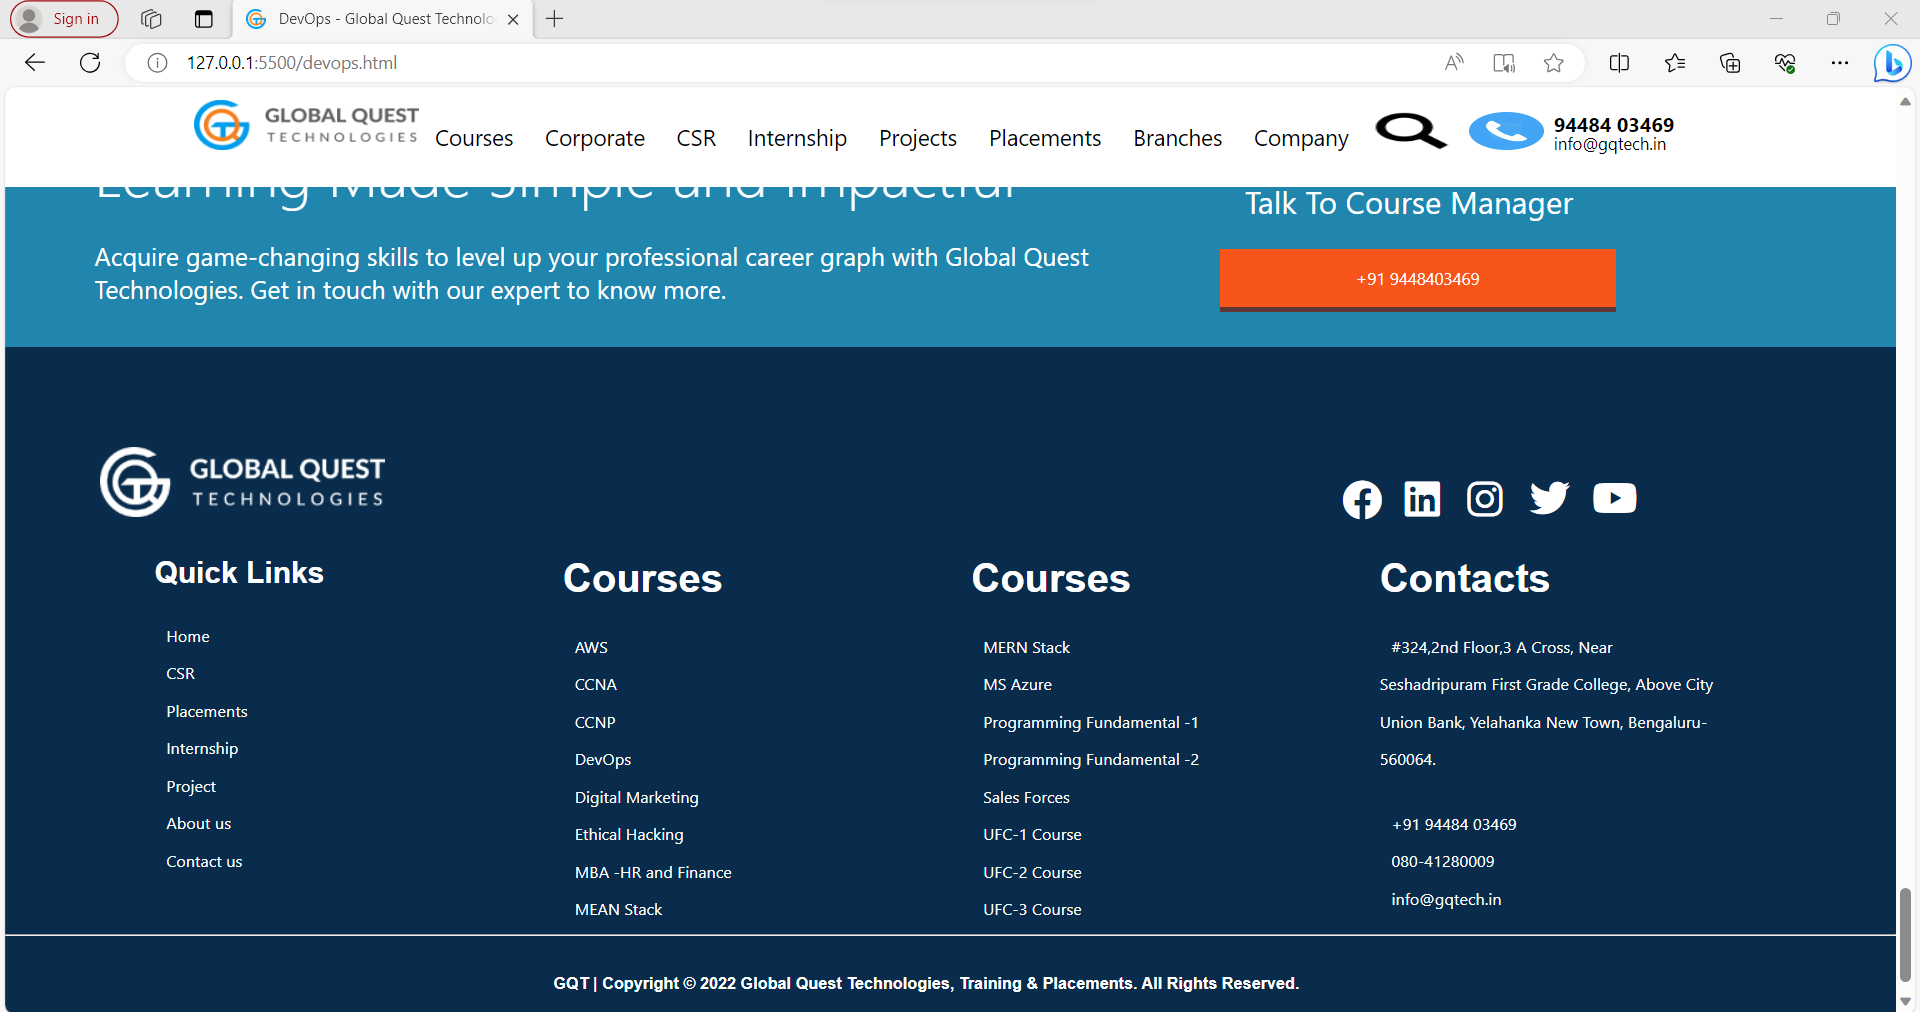 Sign in
DevOps - Global Quest Technolo
127.0.0.1:5500/devops.html
GLOBAL QUEST
TECHNOLOGIES
Courses Corporate CSR Internship Projects Placements Branches Company
94484 03469
info@gqtech.in
Learning Made Simple and Impactful
Acquire game-changing skills to level up your professional career graph with Global Quest
Technologies. Get in touch with our expert to know more.
Talk To Course Manager
+91 9448403469
GLOBAL QUEST
TECHNOLOGIES
Quick Links
Home
CSR
Placements
Internship
Project
About us
Contact us
Courses
AWS
CCNA
CCNP
DevOps
Digital Marketing
Ethical Hacking
MBA -HR and Finance
MEAN Stack
Courses
MERN Stack
MS Azure
Programming Fundamental -1
Programming Fundamental -2
Sales Forces
UFC-1 Course
UFC-2 Course
UFC-3 Course
Contacts
#324,2nd Floor,3 A Cross, Near
Seshadripuram First Grade College, Above City
Union Bank, Yelahanka New Town, Bengaluru-
560064.
+91 94484 03469
080-41280009
info@gqtech.in
GQT | Copyright © 2022 Global Quest Technologies, Training & Placements. All Rights Reserved.